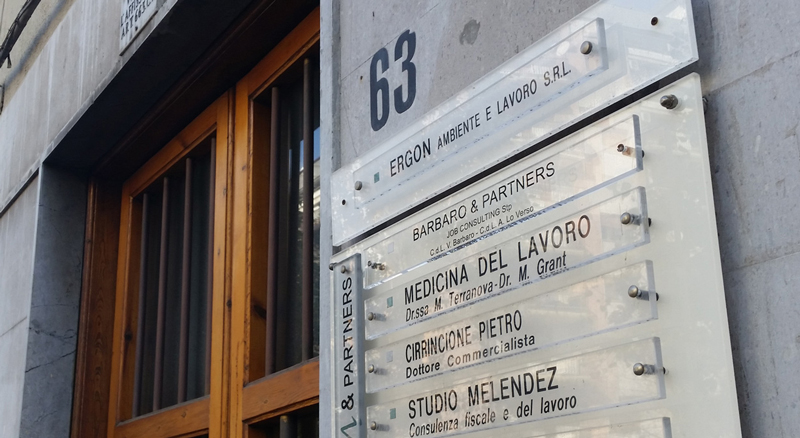 63
ERGON AMBIENTE E LAVORO S.R.L.
BARBARO & PARTNERS
JOB CONSULTING Stp
C.d.L. V. Barbaro - C.d.L. A. Lo Verso
MEDICINA DEL LAVORO
Dr.ssa M. Terranova-Dr. M. Grant
CIRRINCIONE PIETRO
Dottore Commercialista
STUDIO MELENDEZ
Consulenza fiscale e del lavoro
& PARTNERS